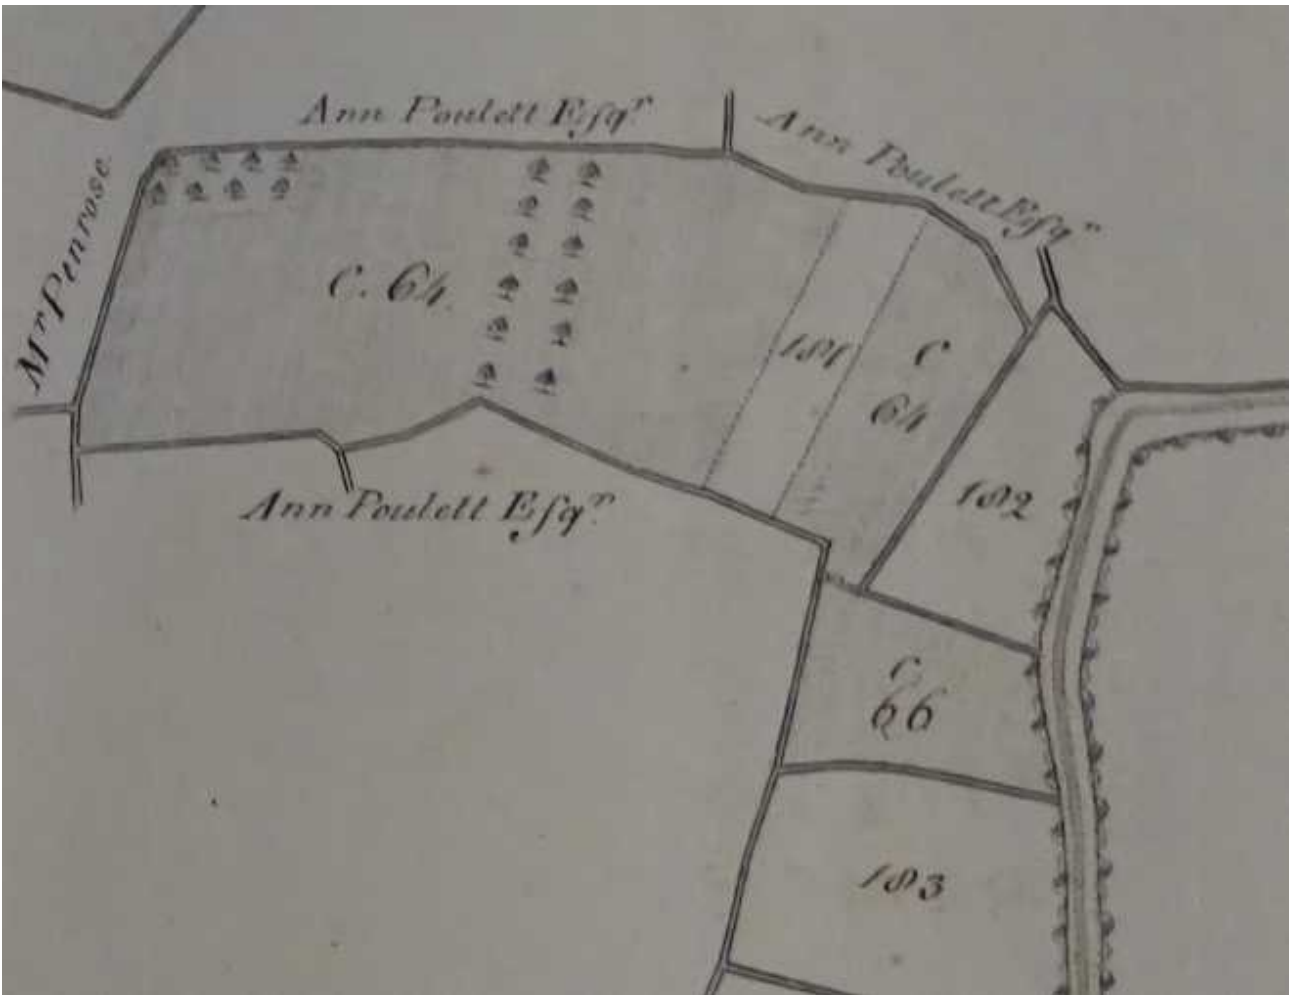 Ann Poulett Esqr.
Ann Poulett Esqr.
Mr Penrose
C. 64.
181
C
64
182
Ann Poulett Esqr.
C
66
183